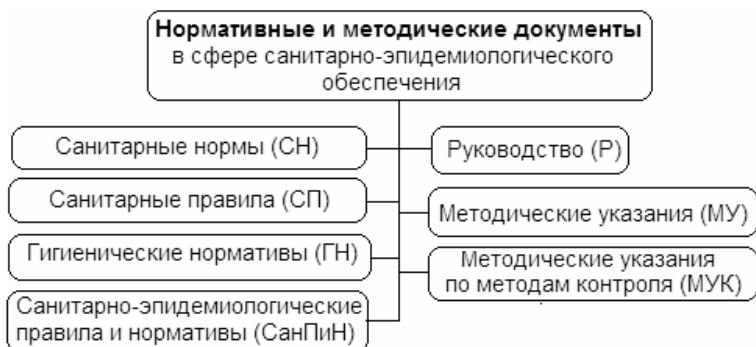 Нормативные и методические документы
в сфере санитарно-эпидемиологического
обеспечения
Санитарные нормы (СН)
Руководство (Р)
Санитарные правила (СП)
Методические указания (МУ)
Гигиенические нормативы (ГН)
Методические указания
по методам контроля (МУК)
Санитарно-эпидемиологические
правила и нормативы (СанПиН)